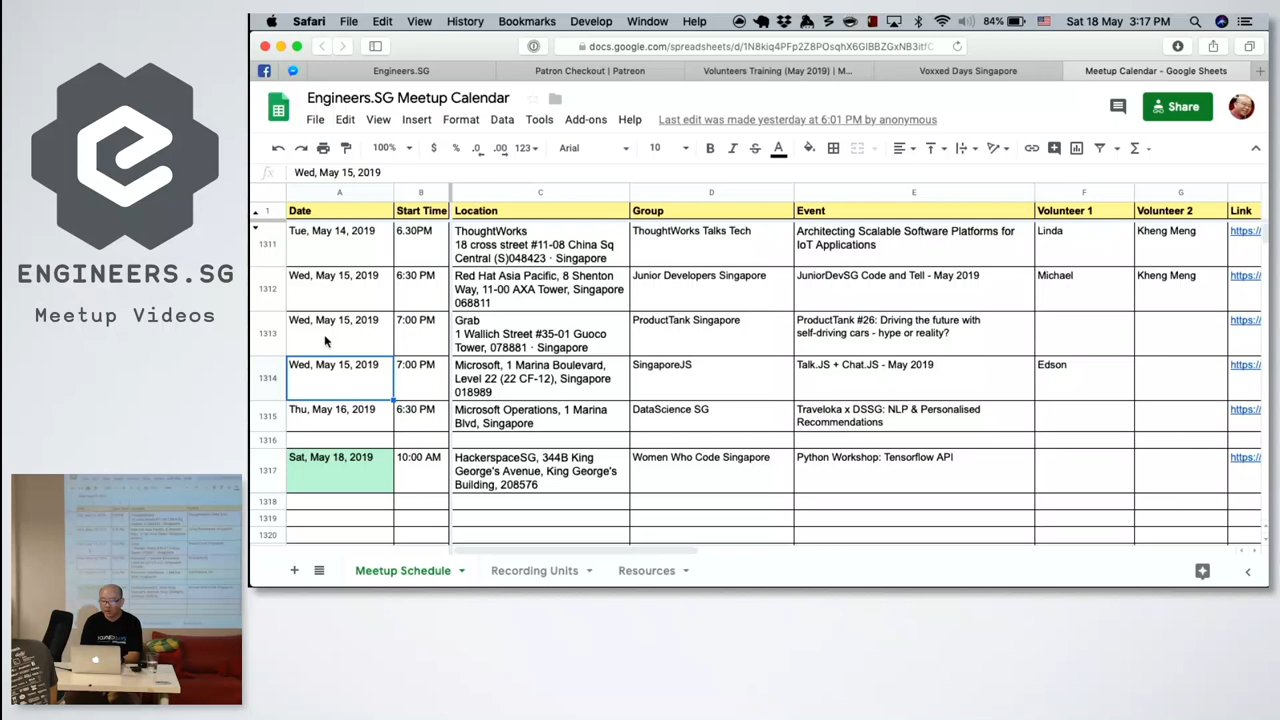 Safari File Edit View History Bookmarks Develop Window Help 84% Sat 18 May 3:17 PM
docs.google.com/spreadsheets/d/1N8kiq4PFp2Z8POsqhX6GIBBZGxNB3itfC
Engineers.SG Patron Checkout | Patreon Volunteers Training (May 2019) | M... Voxxed Days Singapore Meetup Calendar - Google Sheets
Engineers.SG Meetup Calendar
Share
File Edit View Insert Format Data Tools Add-ons Help Last edit was made yesterday at 6:01 PM by anonymous
100% $ % .0 .00 123 Arial 10 B I S A
fx Wed, May 15, 2019
A B C D E F G
1 Date Start Time Location Group Event Volunteer 1 Volunteer 2 Link
1311 Tue, May 14, 2019 6.30PM ThoughtWorks ThoughtWorks Talks Tech Architecting Scalable Software Platforms for Linda Kheng Meng https:/
18 cross street #11-08 China Sq IoT Applications
Central (S)048423 · Singapore
1312 Wed, May 15, 2019 6:30 PM Red Hat Asia Pacific, 8 Shenton Junior Developers Singapore JuniorDevSG Code and Tell - May 2019 Michael Kheng Meng https:/
Way, 11-00 AXA Tower, Singapore
068811
1313 Wed, May 15, 2019 7:00 PM Grab ProductTank Singapore ProductTank #26: Driving the future with https:/
1 Wallich Street #35-01 Guoco self-driving cars - hype or reality?
Tower, 078881 · Singapore
1314 Wed, May 15, 2019 7:00 PM Microsoft, 1 Marina Boulevard, SingaporeJS Talk.JS + Chat.JS - May 2019 Edson https:/
Level 22 (22 CF-12), Singapore
018989
1315 Thu, May 16, 2019 6:30 PM Microsoft Operations, 1 Marina DataScience SG Traveloka x DSSG: NLP & Personalised https:/
Blvd, Singapore Recommendations
1316
1317 Sat, May 18, 2019 10:00 AM HackerspaceSG, 344B King Women Who Code Singapore Python Workshop: Tensorflow API https:/
George's Avenue, King George's
Building, 208576
1318
1319
1320
Meetup Schedule Recording Units Resources
ENGINEERS.SG
Meetup Videos